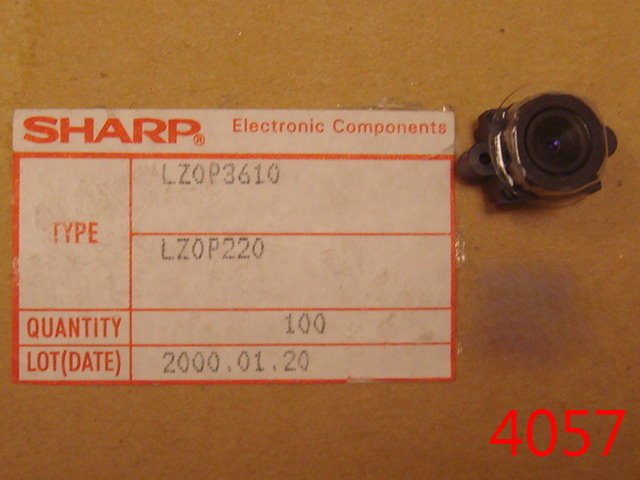 SHARP® Electronic Components
LZ0P3610
TYPE
LZ0P220
QUANTITY 100
LOT(DATE) 2000.01.20
4057